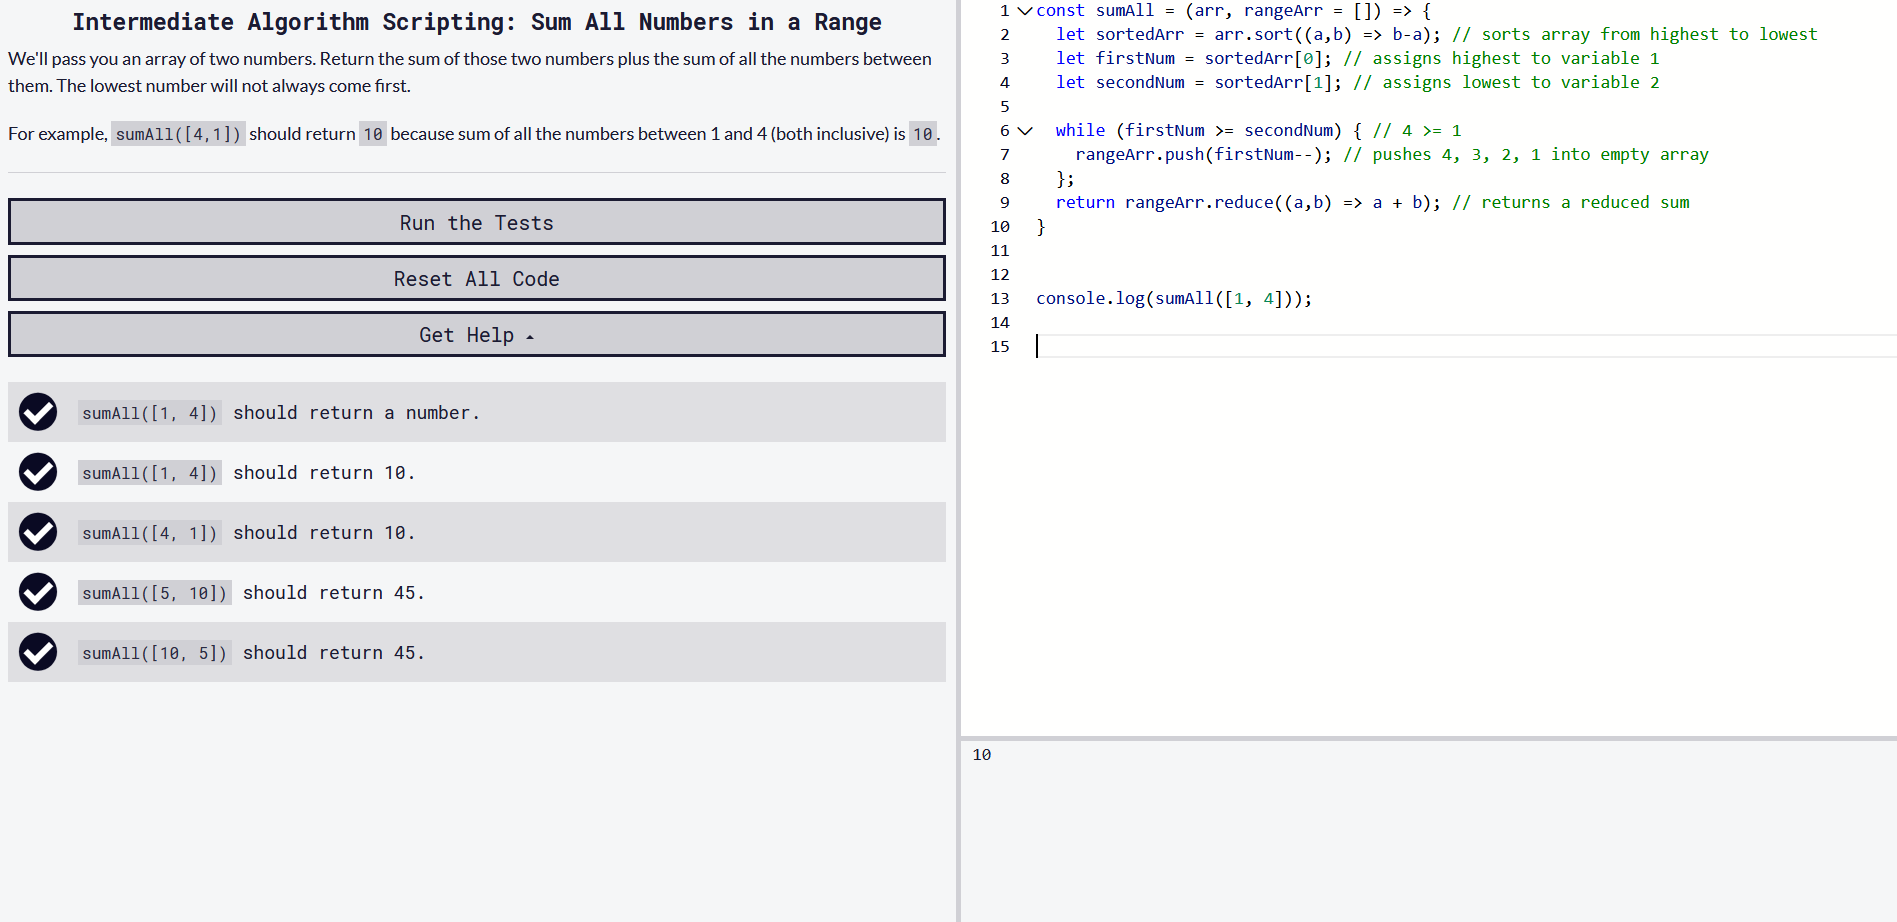 Intermediate Algorithm Scripting: Sum All Numbers in a Range
We'll pass you an array of two numbers. Return the sum of those two numbers plus the sum of all the numbers between
them. The lowest number will not always come first.
For example, sumAll([4,1]) should return 10 because sum of all the numbers between 1 and 4 (both inclusive) is 10.
Run the Tests
Reset All Code
Get Help
sumAll([1, 4]) should return a number.
sumAll([1, 4]) should return 10.
sumAll([4, 1]) should return 10.
sumAll([5, 10]) should return 45.
sumAll([10, 5]) should return 45.
1 const sumAll = (arr, rangeArr = []) => {
2 let sortedArr = arr.sort((a,b) => b-a); // sorts array from highest to lowest
3 let firstNum = sortedArr[0]; // assigns highest to variable 1
4 let secondNum = sortedArr[1]; // assigns lowest to variable 2
5
6 while (firstNum >= secondNum) { // 4 >= 1
7 rangeArr.push(firstNum--); // pushes 4, 3, 2, 1 into empty array
8 };
9 return rangeArr.reduce((a,b) => a + b); // returns a reduced sum
10 }
11
12
13 console.log(sumAll([1, 4]));
14
15
10